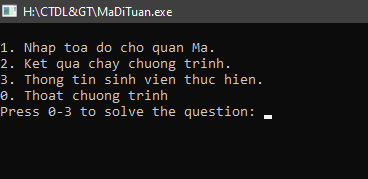 H:\CTDL&GT\MaDiTuan.exe
1. Nhap toa do cho quan Ma.
2. Ket qua chay chuong trinh.
3. Thong tin sinh vien thuc hien.
0. Thoat chuong trinh
Press 0-3 to solve the question: